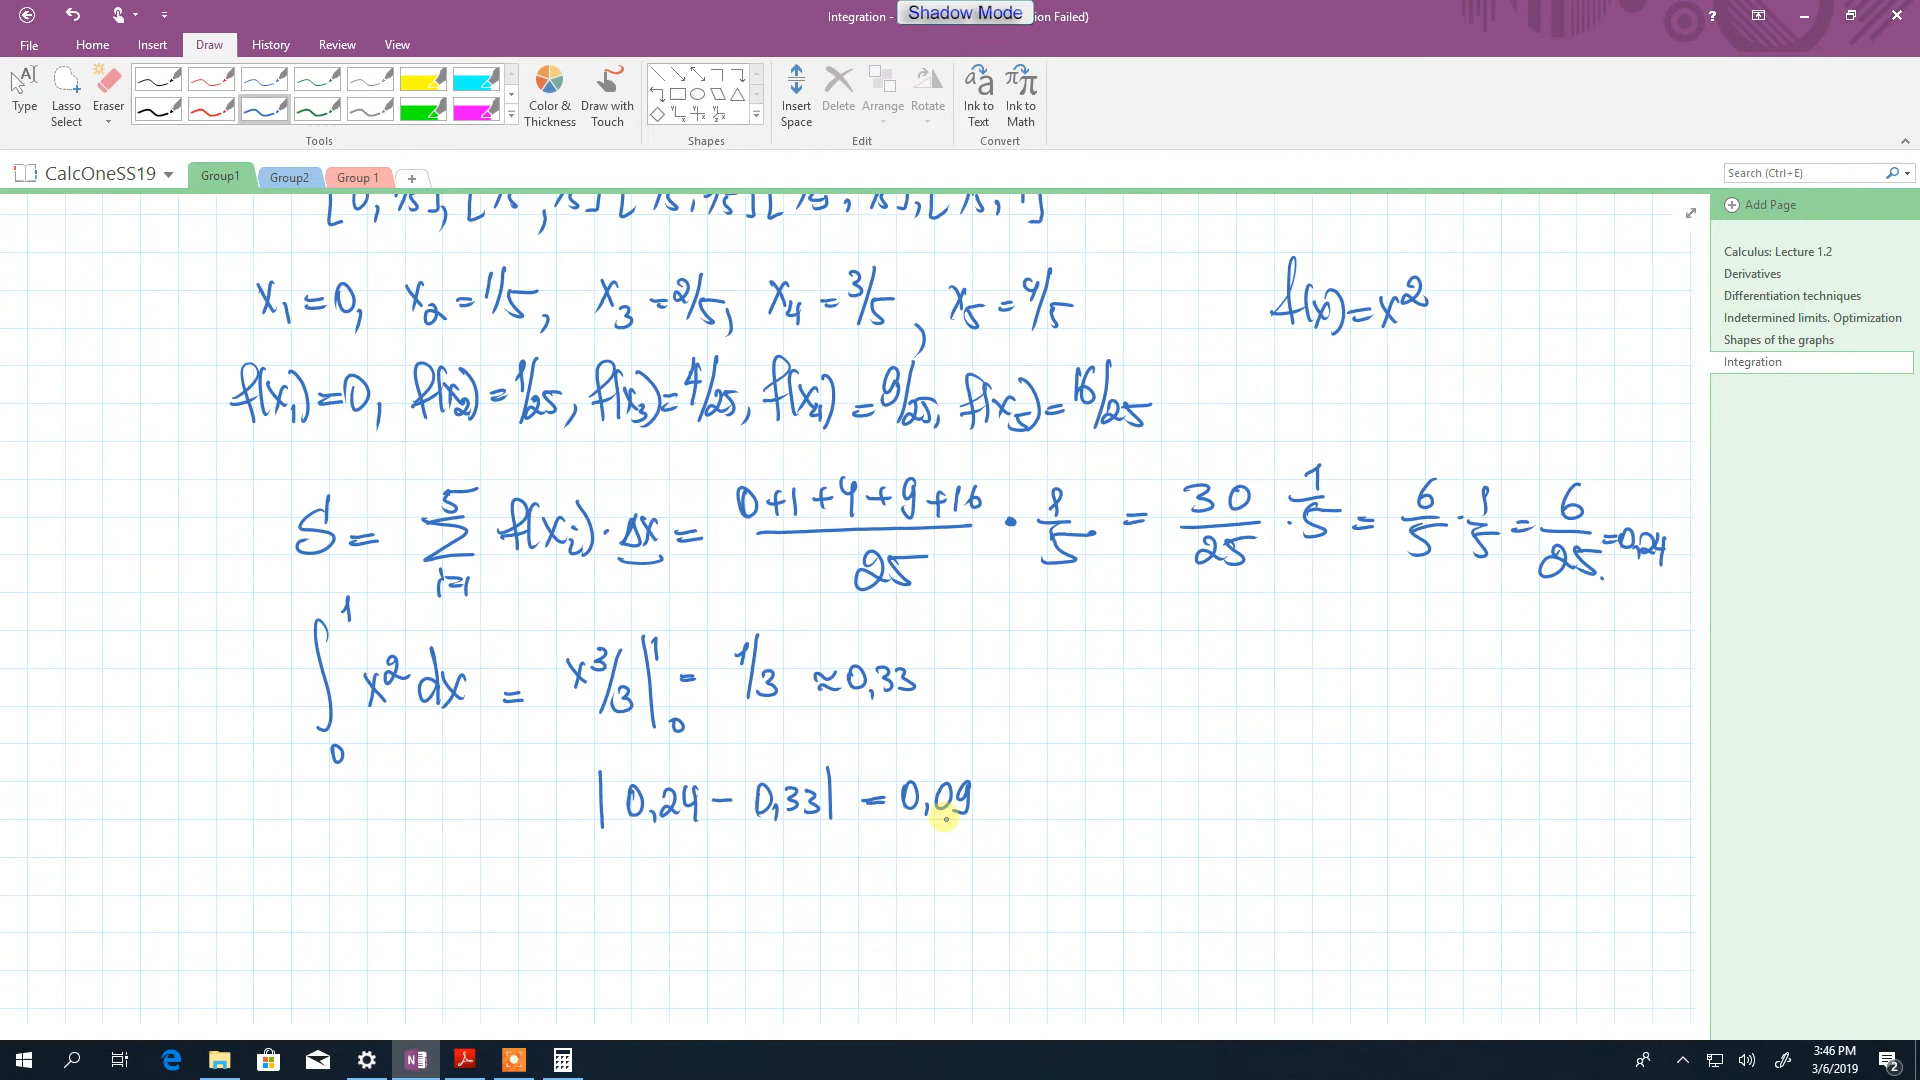 Integration -
Shadow Mode
ion Failed)
File Home Insert Draw History Review View
Type
Lasso Select
Eraser
Color & Thickness
Draw with Touch
Insert Space
Delete
Arrange
Rotate
Ink to Text
Ink to Math
Tools
Shapes
Edit
Convert
CalcOneSS19
Group1
Group2
Group 1
+
Search (Ctrl+E)
Add Page
Calculus: Lecture 1.2
Derivatives
Differentiation techniques
Indetermined limits. Optimization
Shapes of the graphs
Integration
x₁ = 0, x₂ = 1/5, x₃ = 2/5, x₄ = 3/5, x₅ = 4/5 f(x) = x²
f(x₁) = 0, f(x₂) = 1/25, f(x₃) = 4/25, f(x₄) = 9/25, f(x₅) = 16/25
S = ∑_{i=1}^{5} f(xᵢ) · Δx = (0+1+4+9+16)/25 · 1/5 = 30/25 · 1/5 = 6/5 · 1/5 = 6/25 = 0,24
∫₀¹ x² dx = x³/3 |₀¹ = 1/3 ≈ 0,33
| 0,24 − 0,33 | = 0,09
3:46 PM
3/6/2019
2